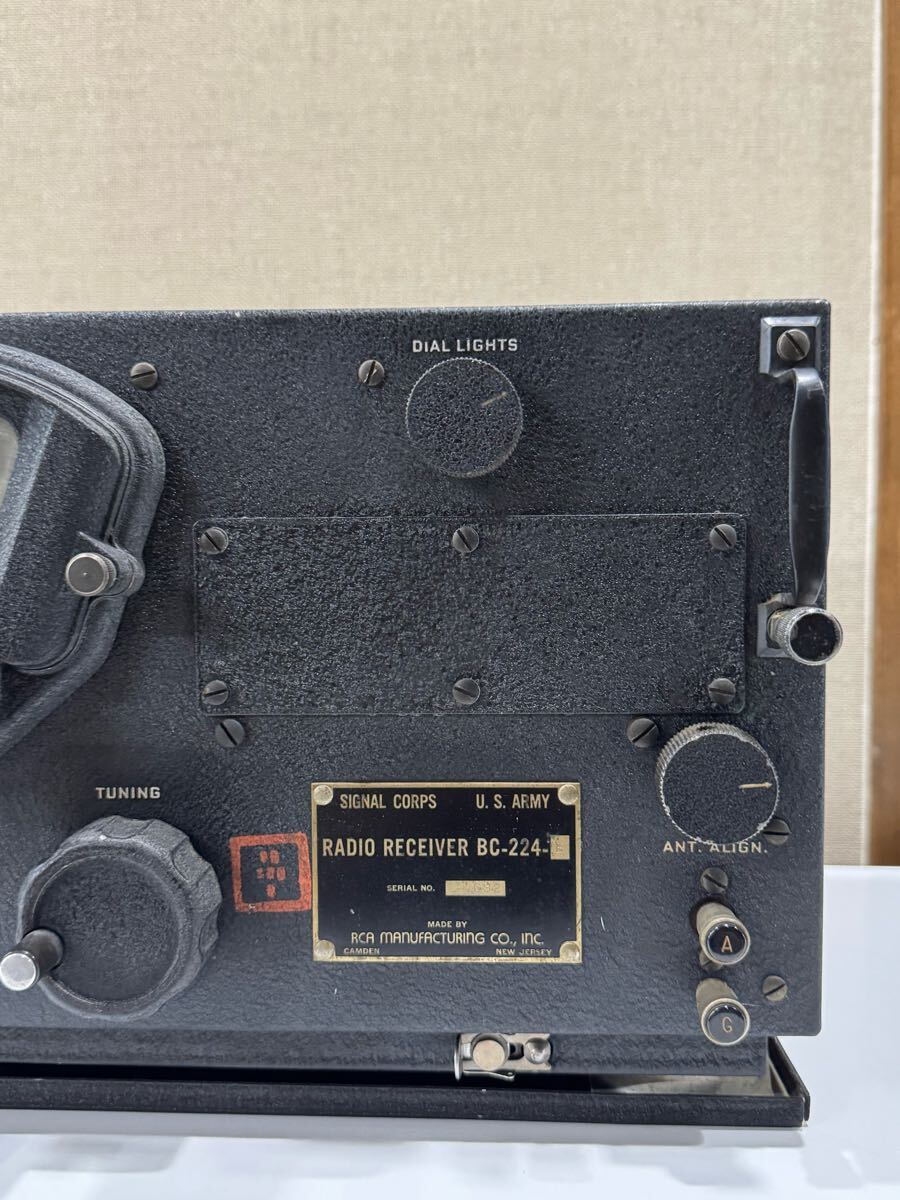 DIAL LIGHTS
TUNING
SIGNAL CORPS U. S. ARMY
RADIO RECEIVER BC-224-
SERIAL NO.
MADE BY
RCA MANUFACTURING CO., INC.
CAMDEN NEW JERSEY
ANT. ALIGN.
A
G